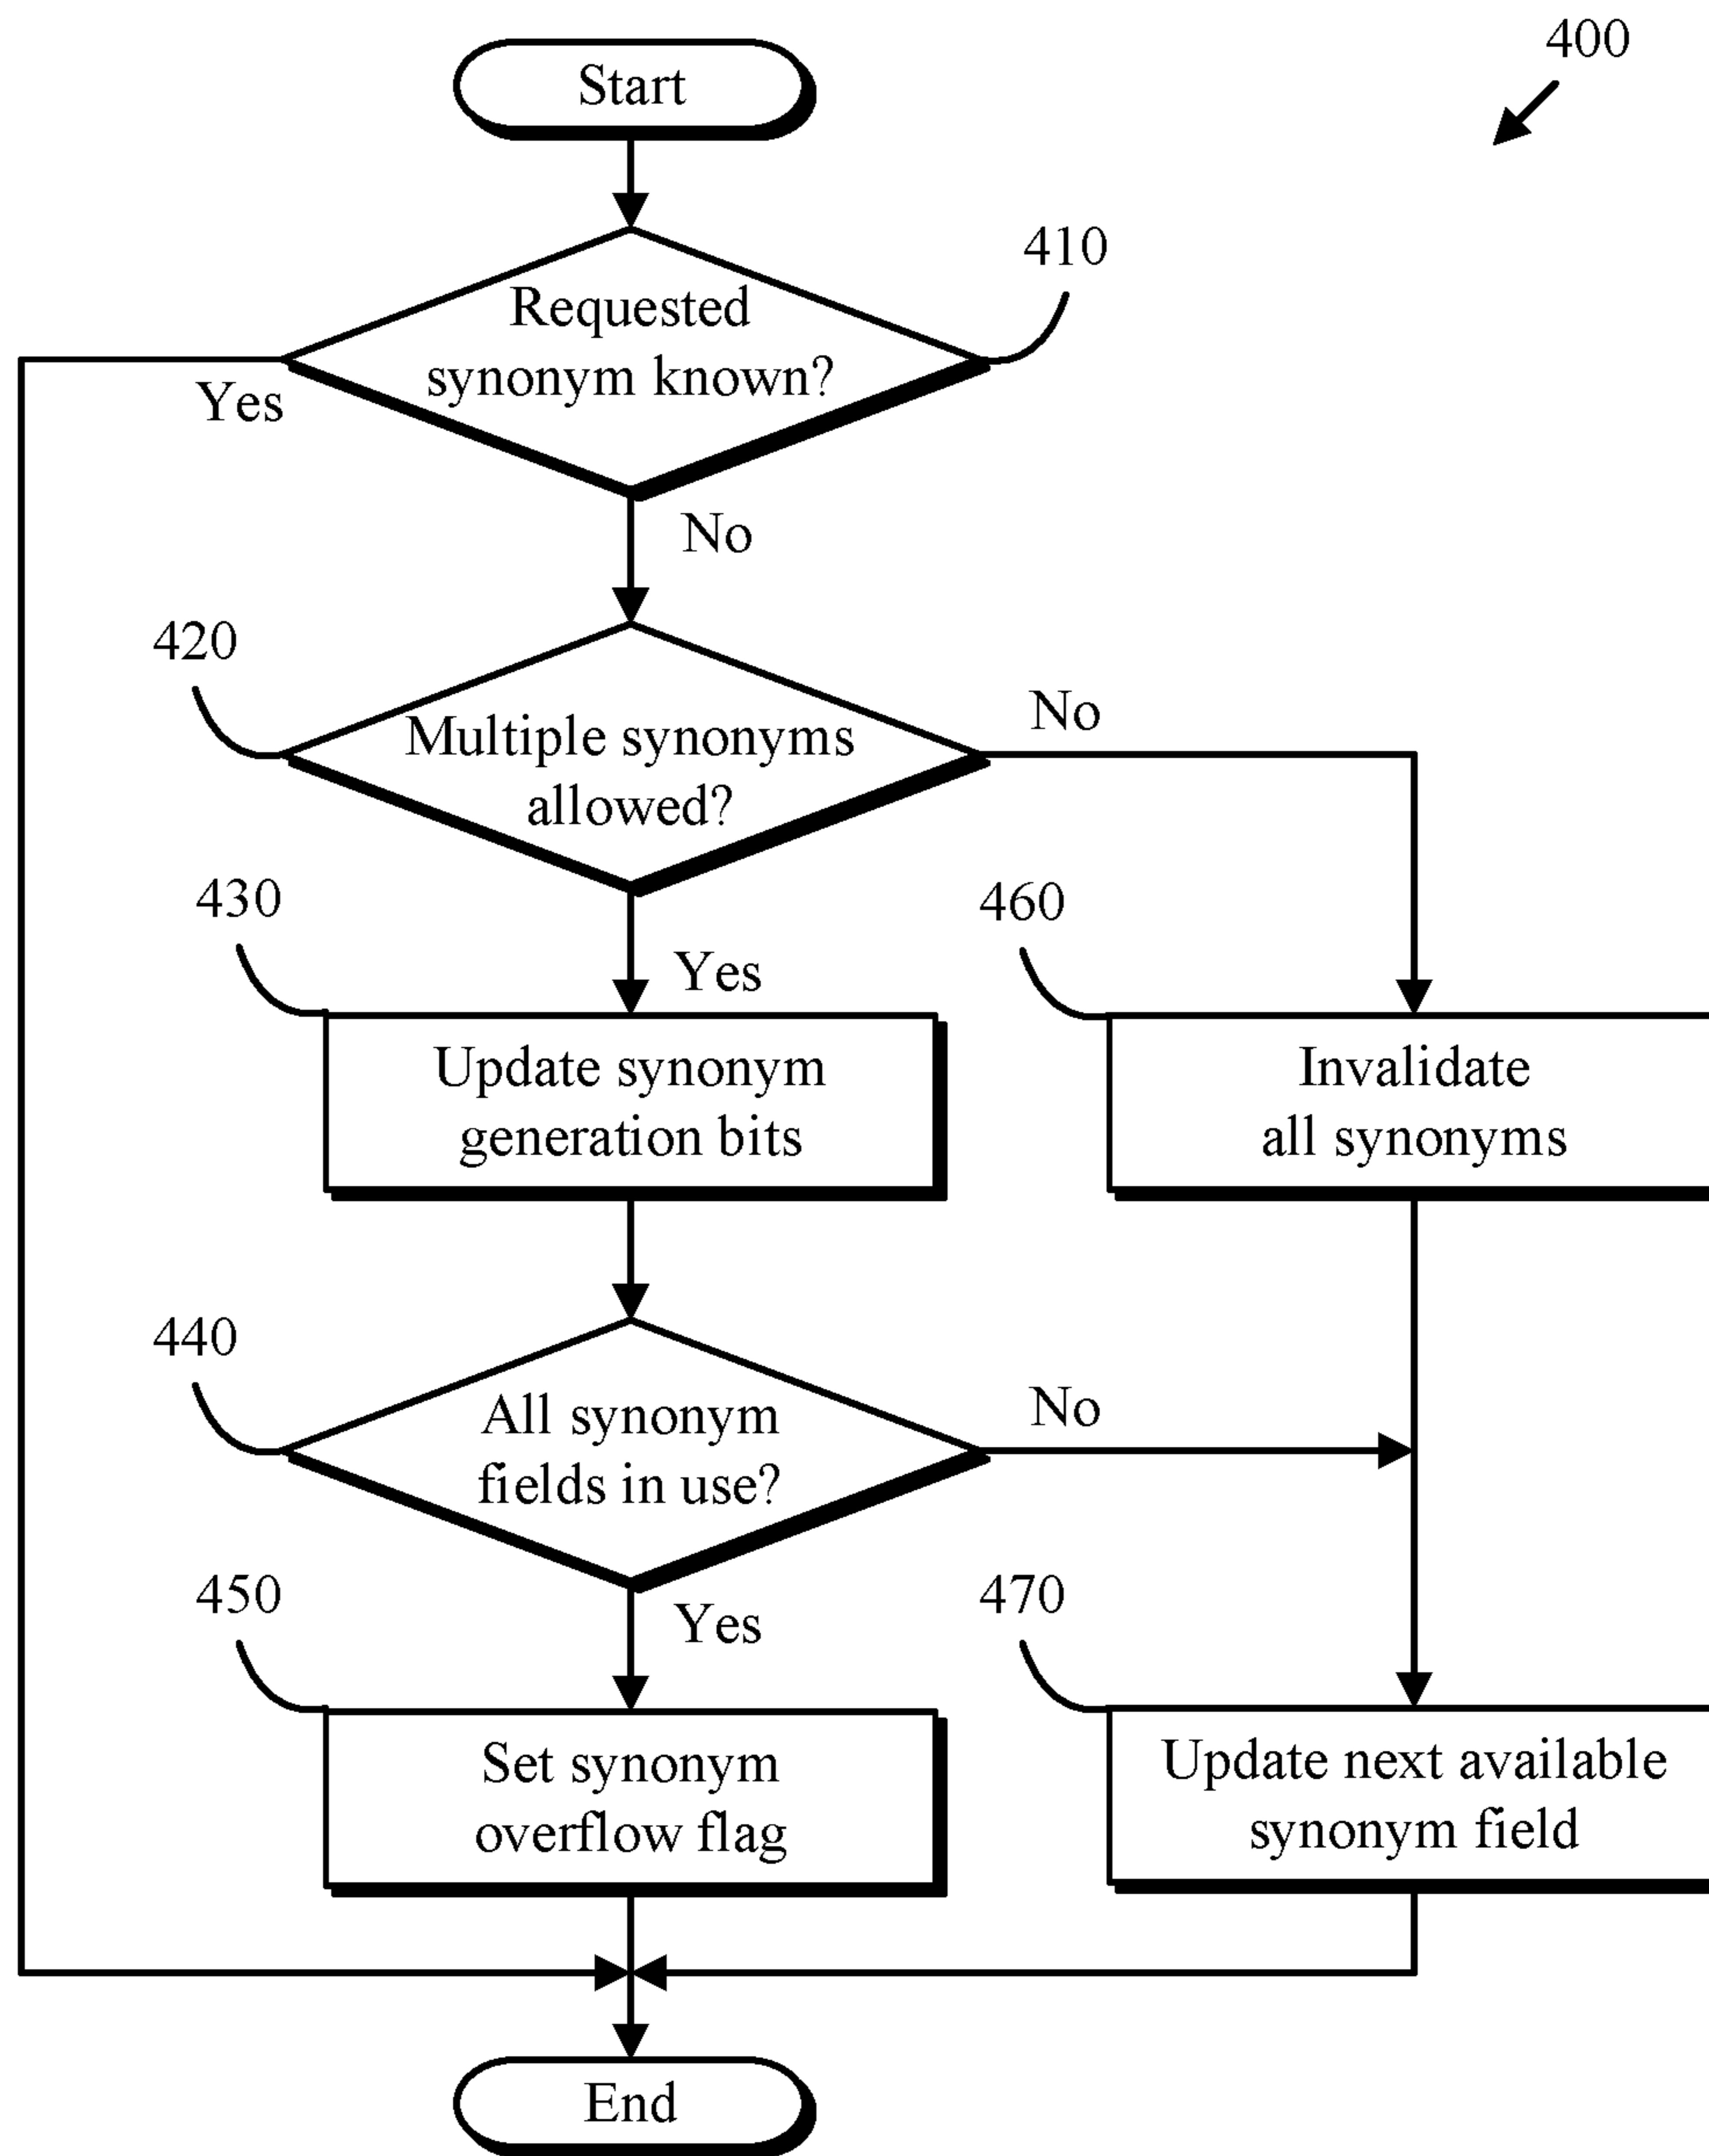 400
Start
410
Requested
synonym known?
Yes
No
420
Multiple synonyms
allowed?
No
430
Yes
460
Update synonym
generation bits
Invalidate
all synonyms
440
All synonym
fields in use?
No
450
Yes
470
Set synonym
overflow flag
Update next available
synonym field
End